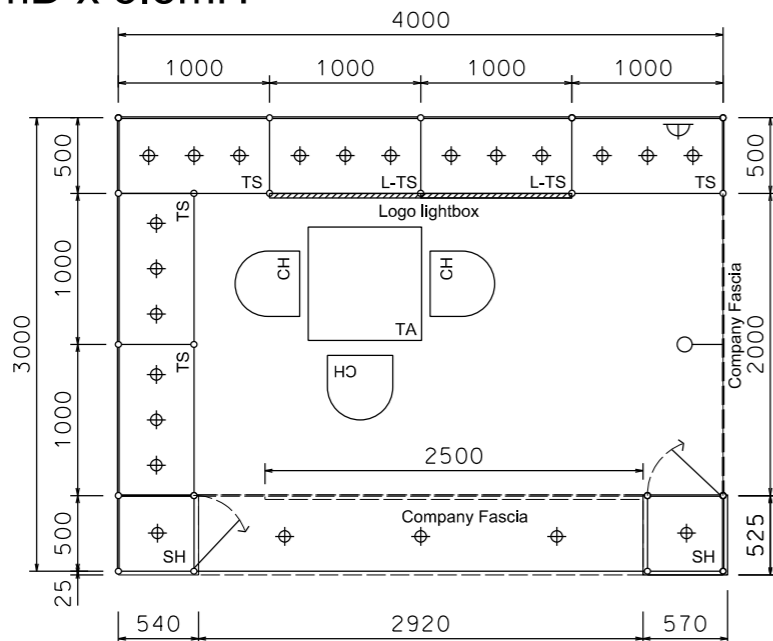 4000
1000 1000 1000 1000
500 500
TS L-TS L-TS TS
Logo lightbox
TS
CH CH
TA
CH
1000
3000
2000
Company Fascia
TS
1000
2500
Company Fascia
500
SH SH
525
25
540 2920 570